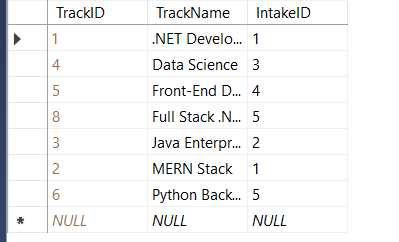 TrackID TrackName IntakeID
1 .NET Develo... 1
4 Data Science 3
5 Front-End D... 4
8 Full Stack .N... 5
3 Java Enterpr... 2
2 MERN Stack 1
6 Python Back... 5
* NULL NULL NULL